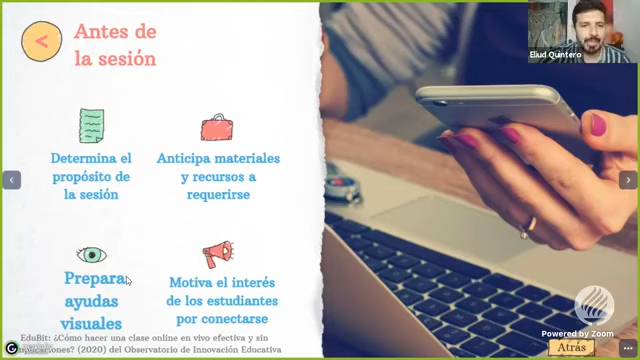 Antes de
la sesión
Determina el
propósito de
la sesión
Anticipa materiales
y recursos a
requerirse
Prepara
ayudas
visuales
Motiva el interés
de los estudiantes
por conectarse
EduBit: ¿Cómo hacer una clase online en vivo efectiva y sin
complicaciones? (2020) del Observatorio de Innovación Educativa
Eliud Quintero
Powered by Zoom
Atrás